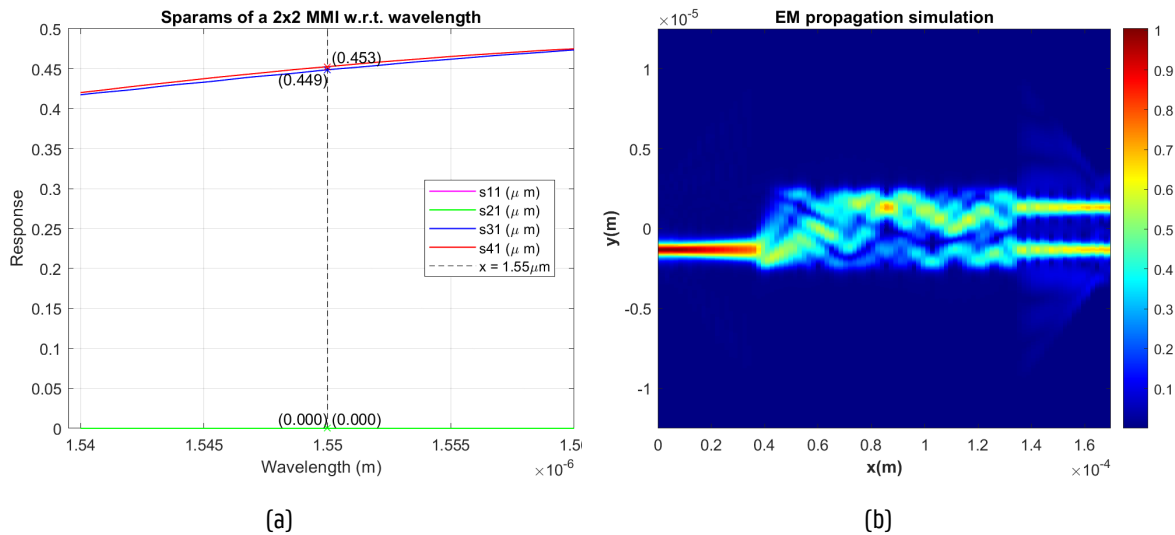 Sparams of a 2x2 MMI w.r.t. wavelength
0.5
0.45
0.4
0.35
0.3
0.25
0.2
0.15
0.1
0.05
0
Response
(0.453)
(0.449)
s11 (μ m)
s21 (μ m)
s31 (μ m)
s41 (μ m)
x = 1.55μm
(0.000) (0.000)
1.54 1.545 1.55 1.555 1.5
Wavelength (m)
×10⁻⁶
(a)
EM propagation simulation
×10⁻⁵
1
0.5
0
-0.5
-1
y(m)
0 0.2 0.4 0.6 0.8 1 1.2 1.4 1.6
x(m)
×10⁻⁴
1
0.9
0.8
0.7
0.6
0.5
0.4
0.3
0.2
0.1
(b)